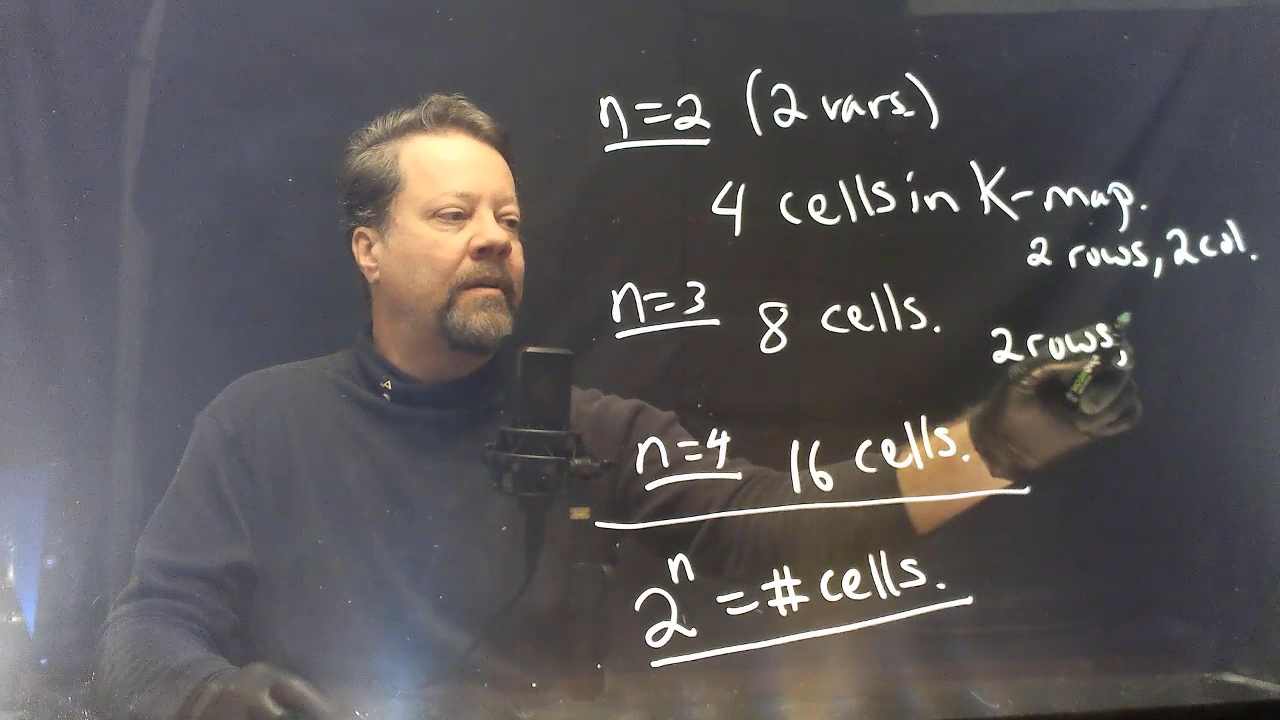 n=2 (2 vars.)
4 cells in K-map.
2 rows, 2 col.
n=3 8 cells.
2 rows,
n=4 16 cells.
2^n = # cells.